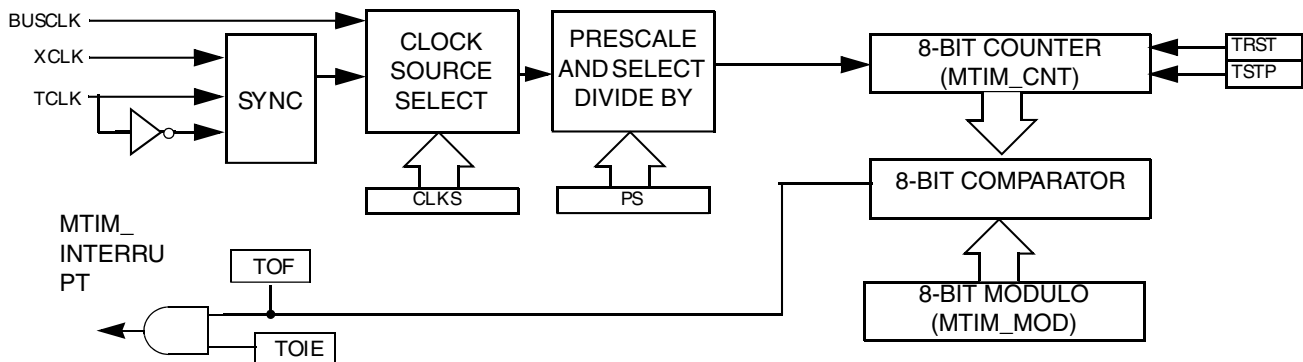 BUSCLK
XCLK
TCLK
SYNC
CLOCK
SOURCE
SELECT
PRESCALE
AND SELECT
DIVIDE BY
8-BIT COUNTER
(MTIM_CNT)
TRST
TSTP
CLKS
PS
8-BIT COMPARATOR
MTIM_
INTERRU
PT
TOF
TOIE
8-BIT MODULO
(MTIM_MOD)